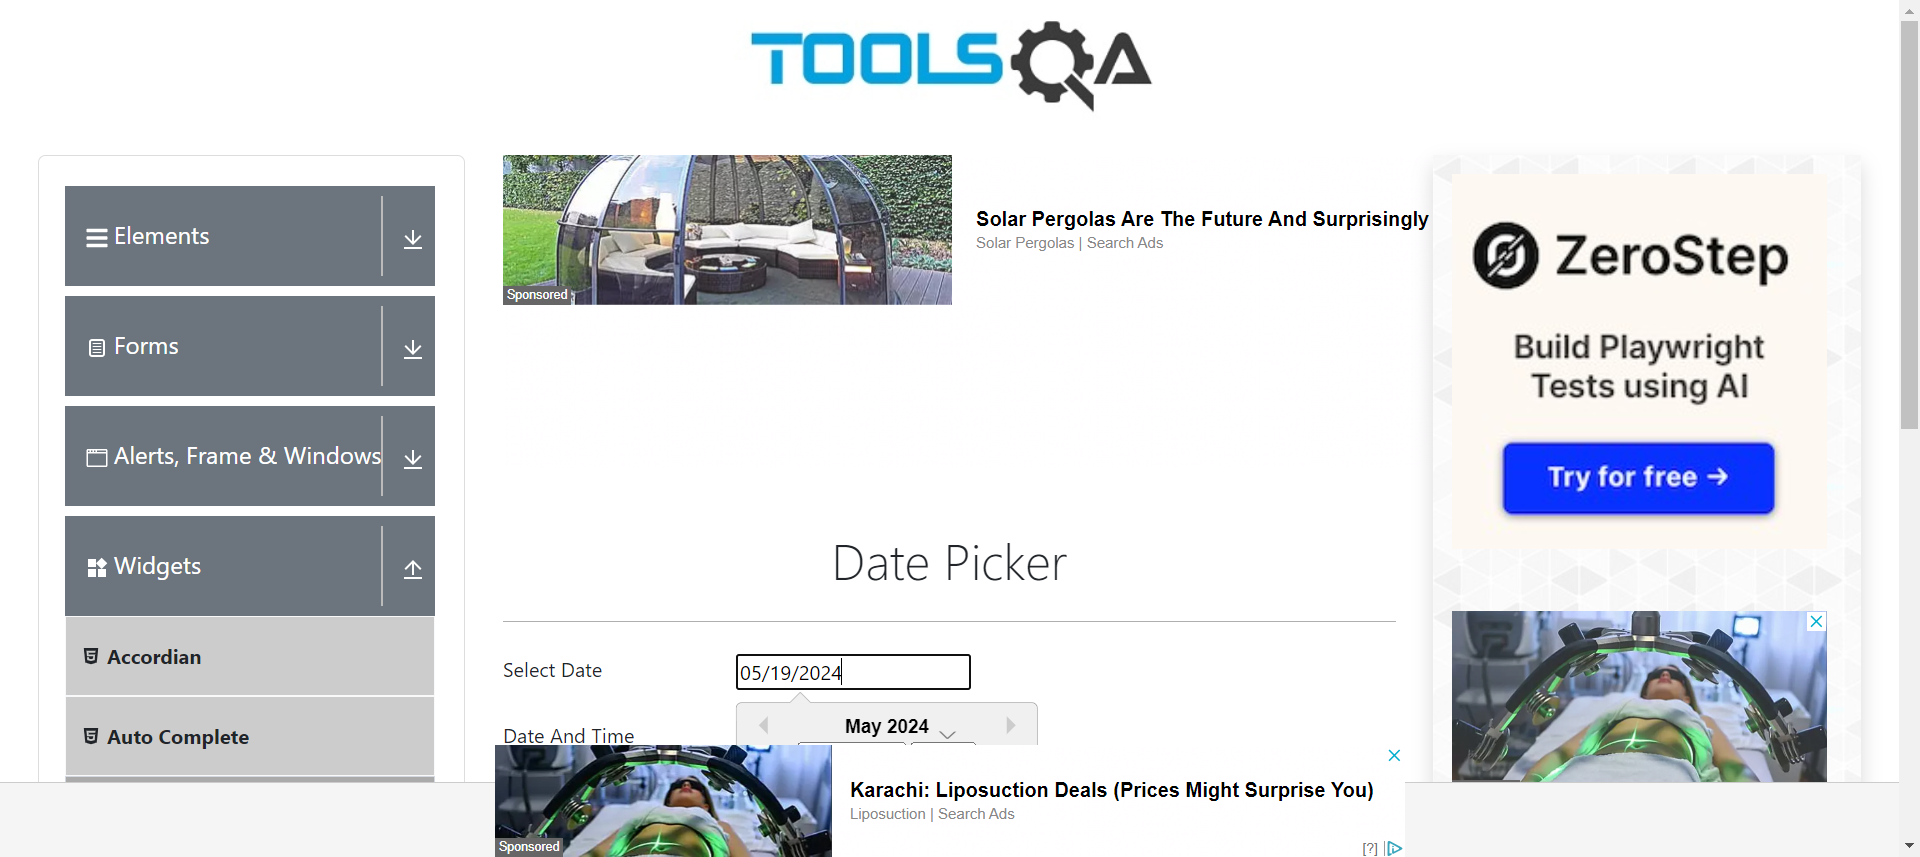 TOOLSQA
Elements
Forms
Alerts, Frame & Windows
Widgets
Accordian
Auto Complete
Sponsored
Solar Pergolas Are The Future And Surprisingly
Solar Pergolas | Search Ads
Date Picker
Select Date
05/19/2024
May 2024
Date And Time
ZeroStep
Build Playwright
Tests using AI
Try for free →
Sponsored
Karachi: Liposuction Deals (Prices Might Surprise You)
Liposuction | Search Ads
[?]